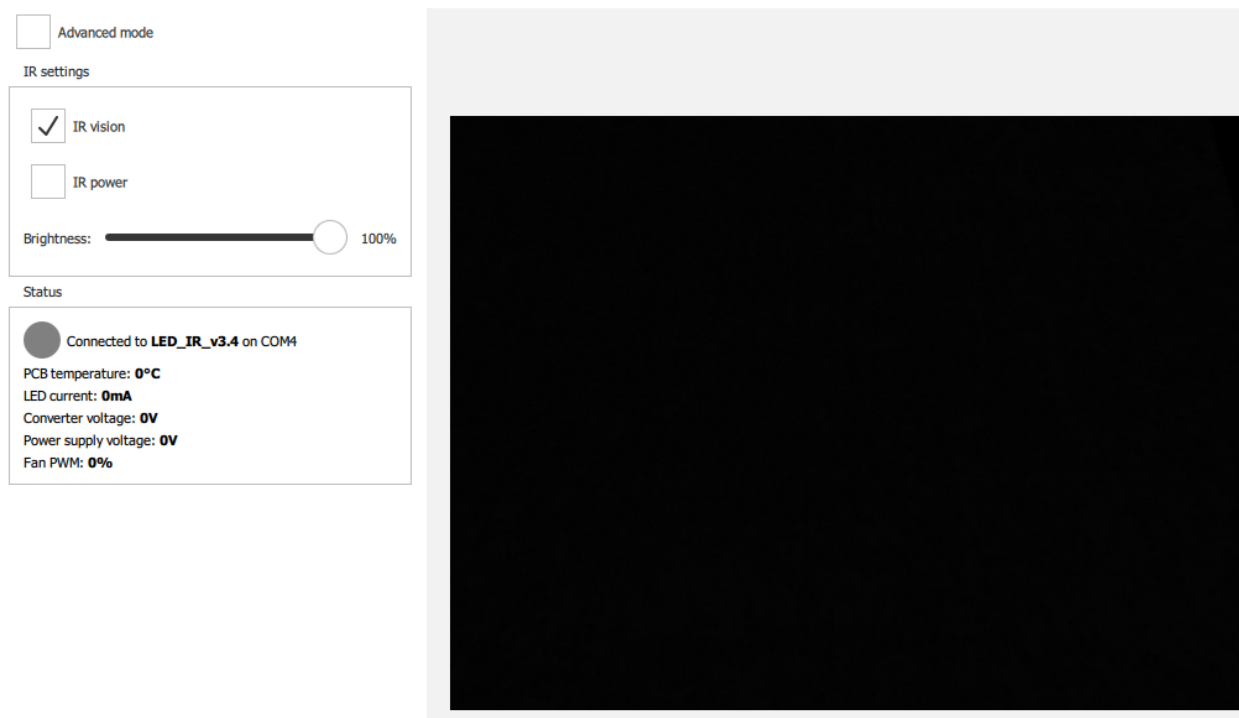 Advanced mode
IR settings
IR vision
IR power
Brightness: 100%
Status
Connected to LED_IR_v3.4 on COM4
PCB temperature: 0°C
LED current: 0mA
Converter voltage: 0V
Power supply voltage: 0V
Fan PWM: 0%